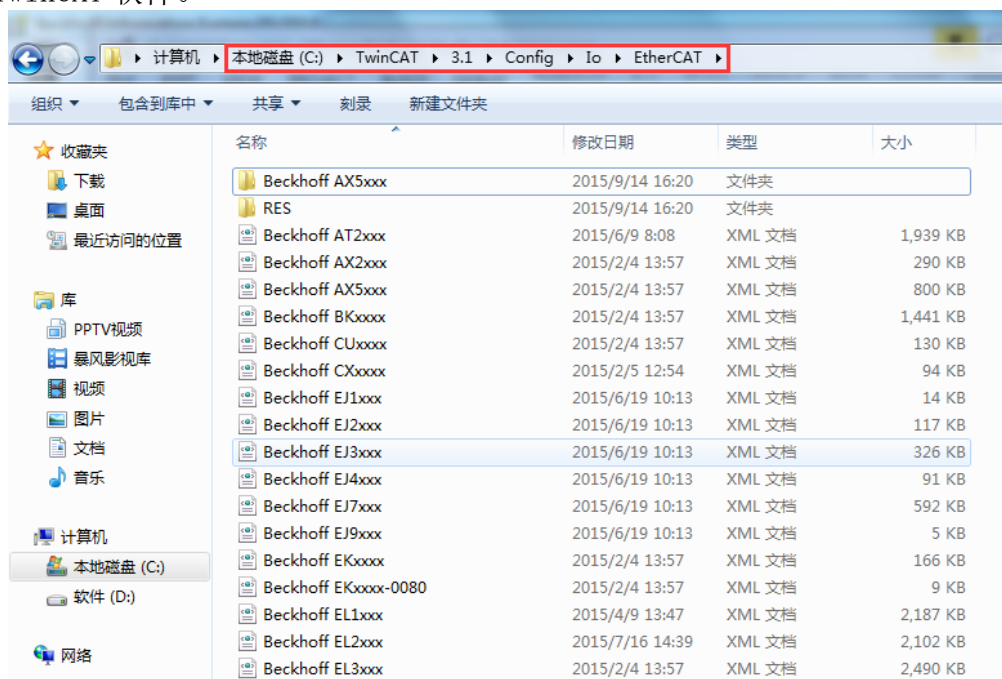 软件。
计算机 本地磁盘 (C:) TwinCAT 3.1 Config Io EtherCAT
组织 包含到库中 共享 刻录 新建文件夹
名称 修改日期 类型 大小
收藏夹
下载
桌面
最近访问的位置
库
PPTV视频
暴风影视库
视频
图片
文档
音乐
计算机
本地磁盘 (C:)
软件 (D:)
网络
Beckhoff AX5xxx 2015/9/14 16:20 文件夹
RES 2015/9/14 16:20 文件夹
Beckhoff AT2xxx 2015/6/9 8:08 XML 文档 1,939 KB
Beckhoff AX2xxx 2015/2/4 13:57 XML 文档 290 KB
Beckhoff AX5xxx 2015/2/4 13:57 XML 文档 800 KB
Beckhoff BKxxxx 2015/2/4 13:57 XML 文档 1,441 KB
Beckhoff CUxxxx 2015/2/4 13:57 XML 文档 130 KB
Beckhoff CXxxxx 2015/2/5 12:54 XML 文档 94 KB
Beckhoff EJ1xxx 2015/6/19 10:13 XML 文档 14 KB
Beckhoff EJ2xxx 2015/6/19 10:13 XML 文档 117 KB
Beckhoff EJ3xxx 2015/6/19 10:13 XML 文档 326 KB
Beckhoff EJ4xxx 2015/6/19 10:13 XML 文档 91 KB
Beckhoff EJ7xxx 2015/6/19 10:13 XML 文档 592 KB
Beckhoff EJ9xxx 2015/6/19 10:13 XML 文档 5 KB
Beckhoff EKxxxx 2015/2/4 13:57 XML 文档 166 KB
Beckhoff EKxxxx-0080 2015/2/4 13:57 XML 文档 9 KB
Beckhoff EL1xxx 2015/4/9 13:47 XML 文档 2,187 KB
Beckhoff EL2xxx 2015/7/16 14:39 XML 文档 2,102 KB
Beckhoff EL3xxx 2015/2/4 13:57 XML 文档 2,490 KB